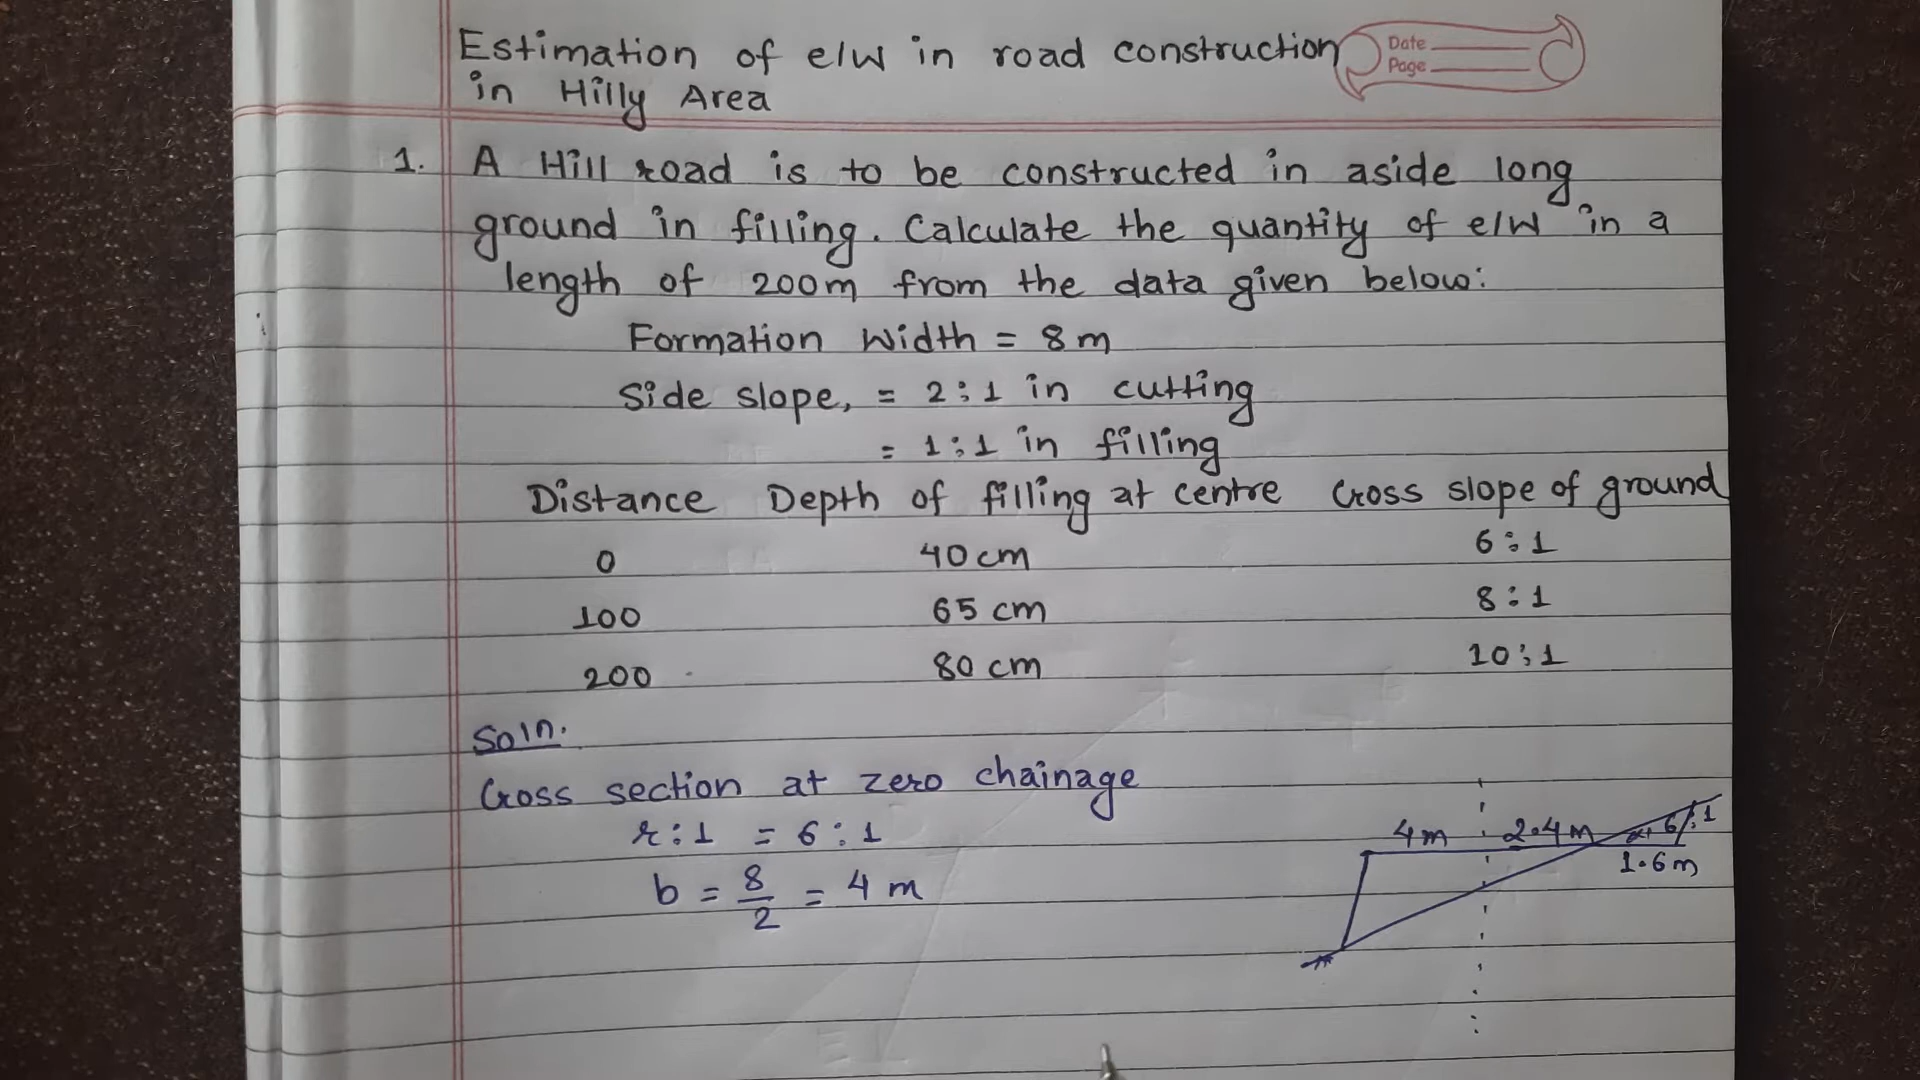 Estimation of e/w in road construction
in Hilly Area
Date
Page
1. A Hill road is to be constructed in aside long
ground in filling. Calculate the quantity of e/w in a
length of 200m from the data given below:
Formation Width = 8 m
Side slope, = 2:1 in cutting
= 1:1 in filling
Distance Depth of filling at centre Cross slope of ground
0 40 cm 6:1
100 65 cm 8:1
200 80 cm 10:1
Soln.
Cross section at zero chainage
r:1 = 6:1
b = 8/2 = 4 m
4m 2.4m 6:1
1.6m